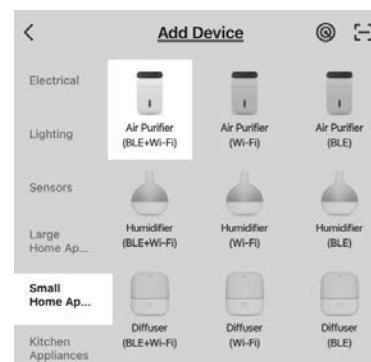 Add Device
Electrical
Lighting
Sensors
Large
Home Ap...
Small
Home Ap...
Kitchen
Appliances
Air Purifier
(BLE+Wi-Fi)
Air Purifier
(Wi-Fi)
Air Purifier
(BLE)
Humidifier
(BLE+Wi-Fi)
Humidifier
(Wi-Fi)
Humidifier
(BLE)
Diffuser
(BLE+Wi-Fi)
Diffuser
(Wi-Fi)
Diffuser
(BLE)